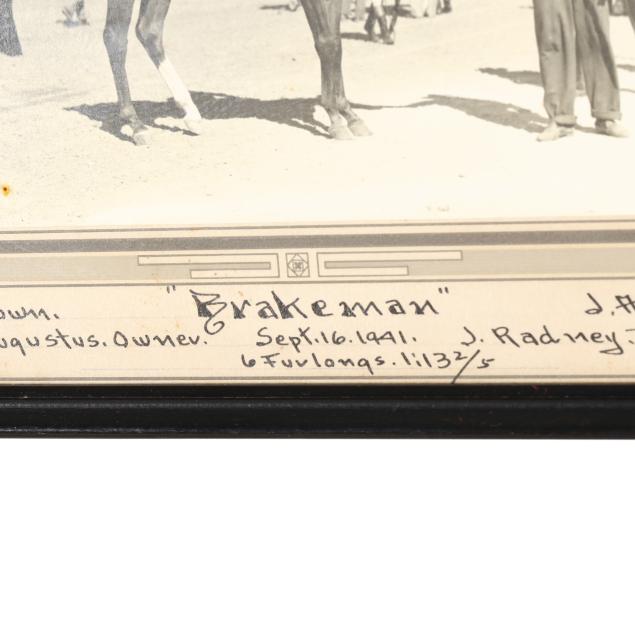 "Brakeman"
own. J. H
ugustus. Owner. Sept. 16. 1941. J. Radney.
6 Furlongs. 1:13 2/5